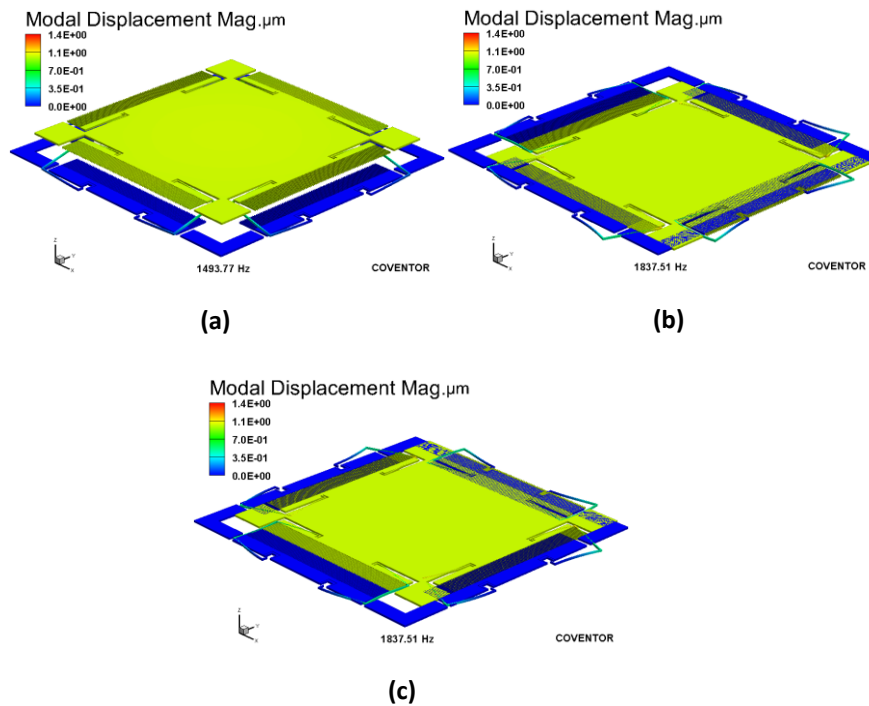 Modal Displacement Mag.μm
1.4E+00
1.1E+00
7.0E-01
3.5E-01
0.0E+00
Z
Y
X
1493.77 Hz
COVENTOR
(a)
Modal Displacement Mag.μm
1.4E+00
1.1E+00
7.0E-01
3.5E-01
0.0E+00
Z
Y
X
1837.51 Hz
COVENTOR
(b)
Modal Displacement Mag.μm
1.4E+00
1.1E+00
7.0E-01
3.5E-01
0.0E+00
Z
Y
X
1837.51 Hz
COVENTOR
(c)